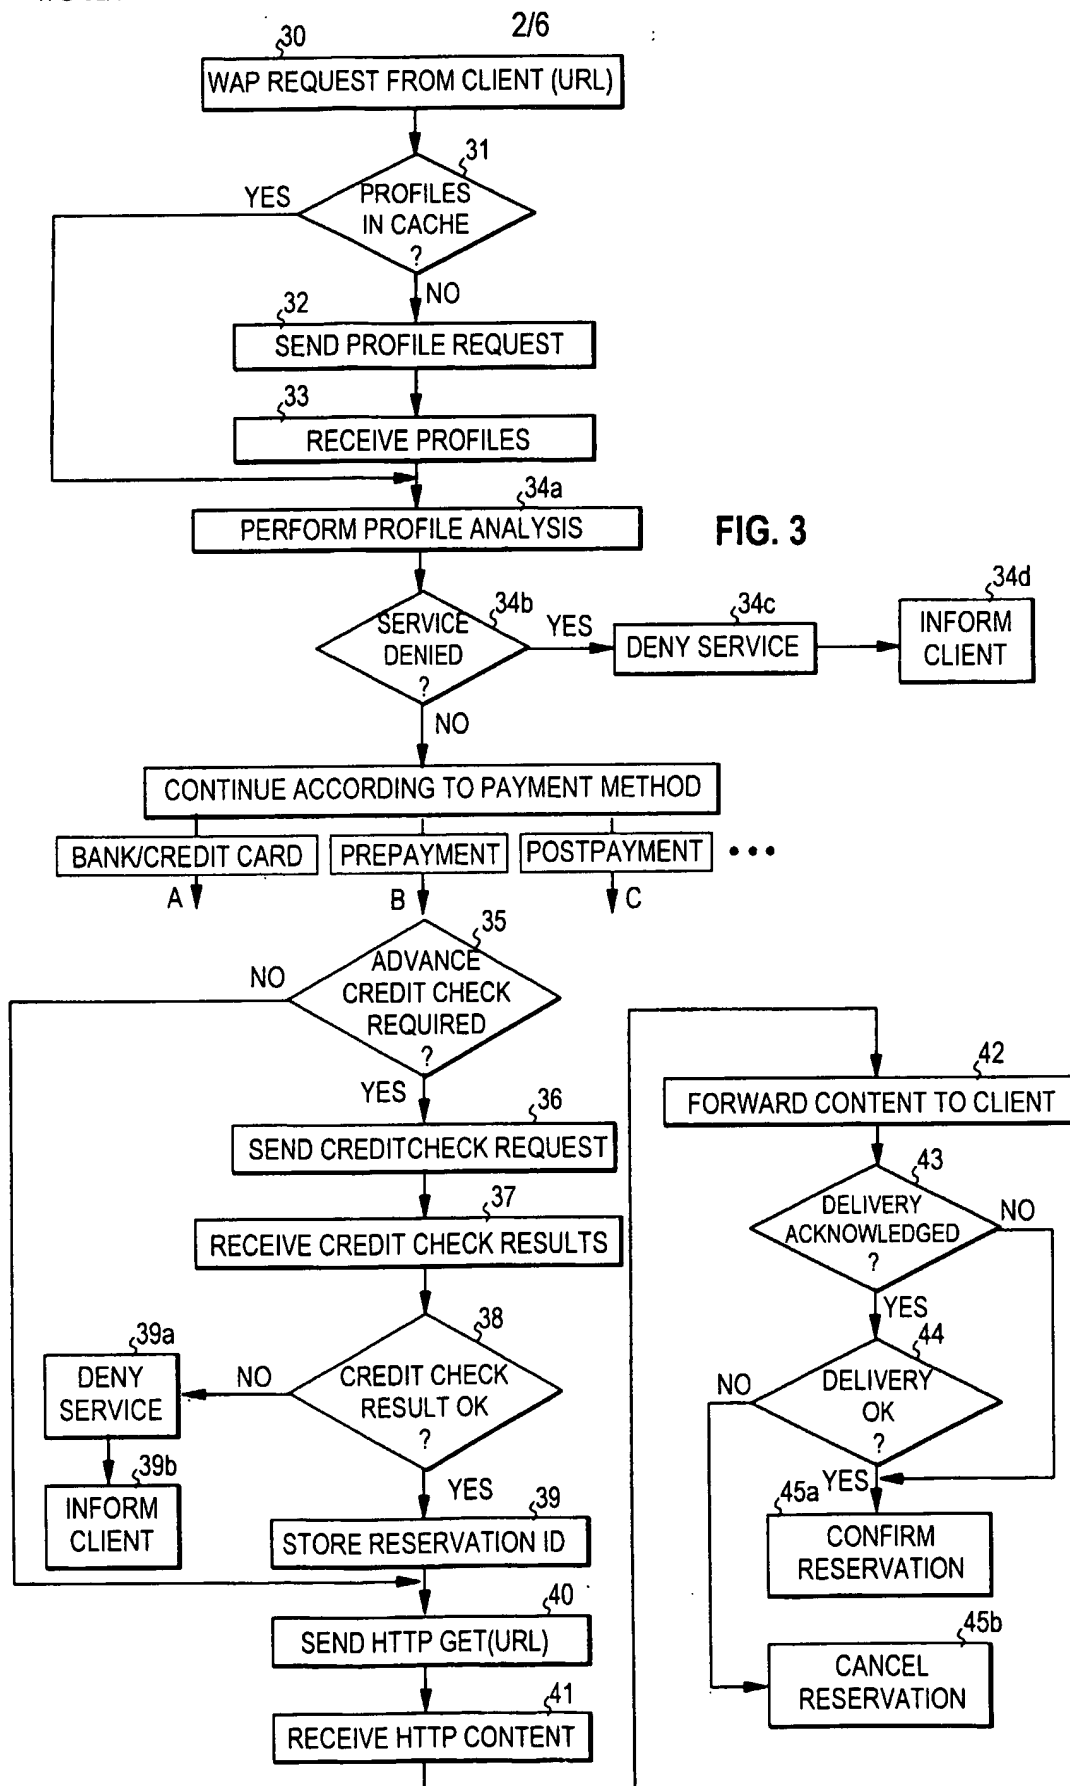 2/6
30
WAP REQUEST FROM CLIENT (URL)
31
YES
PROFILES
IN CACHE
?
NO
32
SEND PROFILE REQUEST
33
RECEIVE PROFILES
34a
PERFORM PROFILE ANALYSIS
FIG. 3
34b
SERVICE
DENIED
?
YES
34c
DENY SERVICE
34d
INFORM
CLIENT
NO
CONTINUE ACCORDING TO PAYMENT METHOD
BANK/CREDIT CARD
PREPAYMENT
POSTPAYMENT
•••
A
B
C
35
NO
ADVANCE
CREDIT CHECK
REQUIRED
?
YES
36
SEND CREDITCHECK REQUEST
37
RECEIVE CREDIT CHECK RESULTS
38
CREDIT CHECK
RESULT OK
?
NO
39a
DENY
SERVICE
39b
INFORM
CLIENT
YES
39
STORE RESERVATION ID
40
SEND HTTP GET(URL)
41
RECEIVE HTTP CONTENT
42
FORWARD CONTENT TO CLIENT
43
DELIVERY
ACKNOWLEDGED
?
NO
YES
44
NO
DELIVERY
OK
?
YES
45a
CONFIRM
RESERVATION
45b
CANCEL
RESERVATION